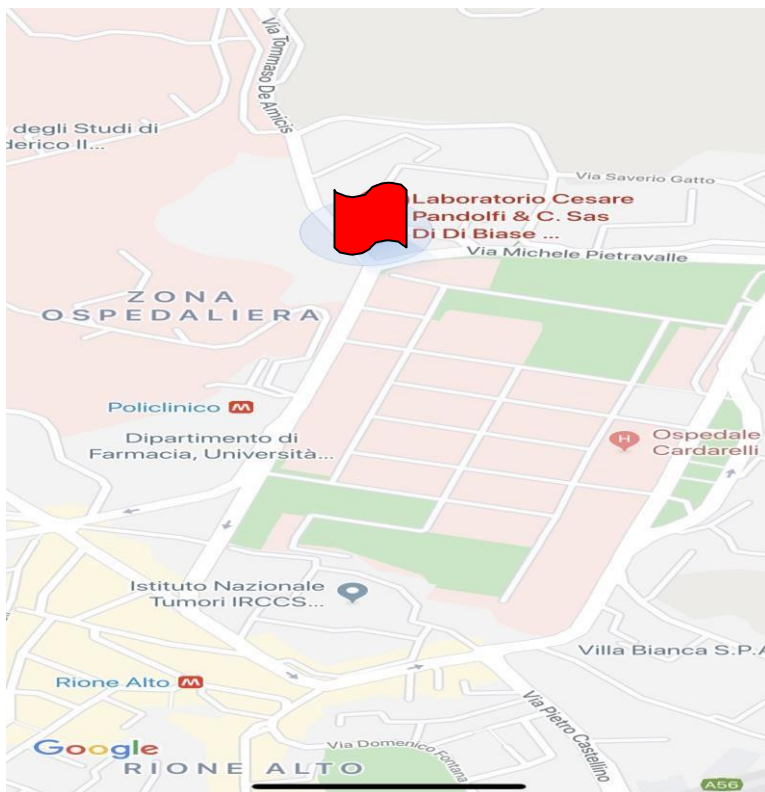 Via Tommaso De Amicis
degli Studi di
derico II...
Via Saverio Gatto
Laboratorio Cesare
Pandolfi & C. Sas
Di Di Biase ...
Via Michele Pietravalle
ZONA
OSPEDALIERA
Policlinico M
Dipartimento di
Farmacia, Università...
H Ospedale
Cardarelli
Istituto Nazionale
Tumori IRCCS...
Villa Bianca S.P.A
Rione Alto M
Via Pietro Castellino
Google
Via Domenico Fontana
RIONE ALTO
A56